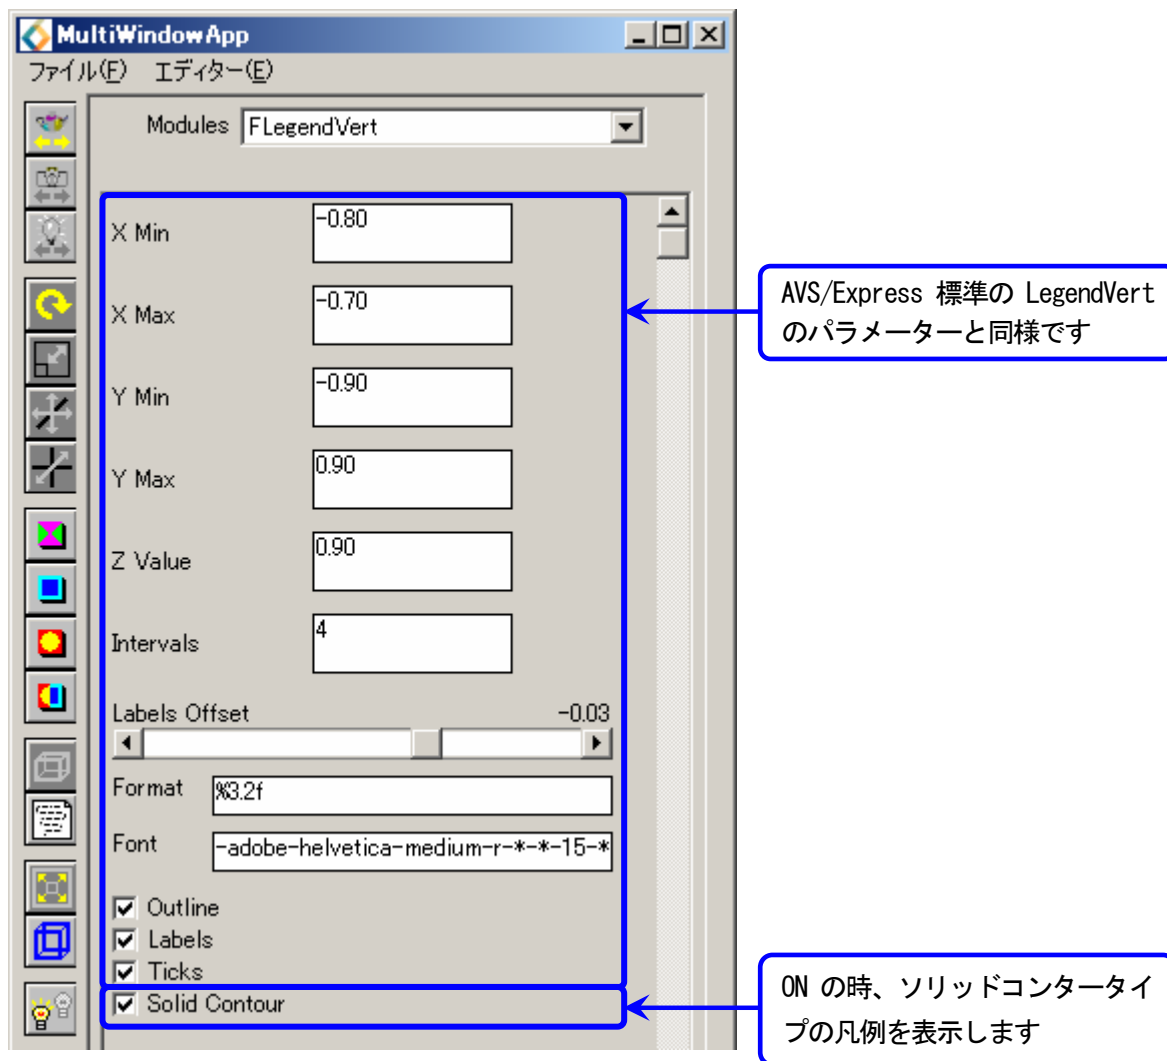 MultiWindowApp
ファイル(F) エディター(E)
Modules FLegendVert
X Min -0.80
X Max -0.70
Y Min -0.90
Y Max 0.90
Z Value 0.90
Intervals 4
Labels Offset -0.03
Format %3.2f
Font -adobe-helvetica-medium-r-*-*-15-*
Outline
Labels
Ticks
Solid Contour
AVS/Express 標準の LegendVert
のパラメーターと同様です
ON の時、ソリッドコンタータイ
プの凡例を表示します